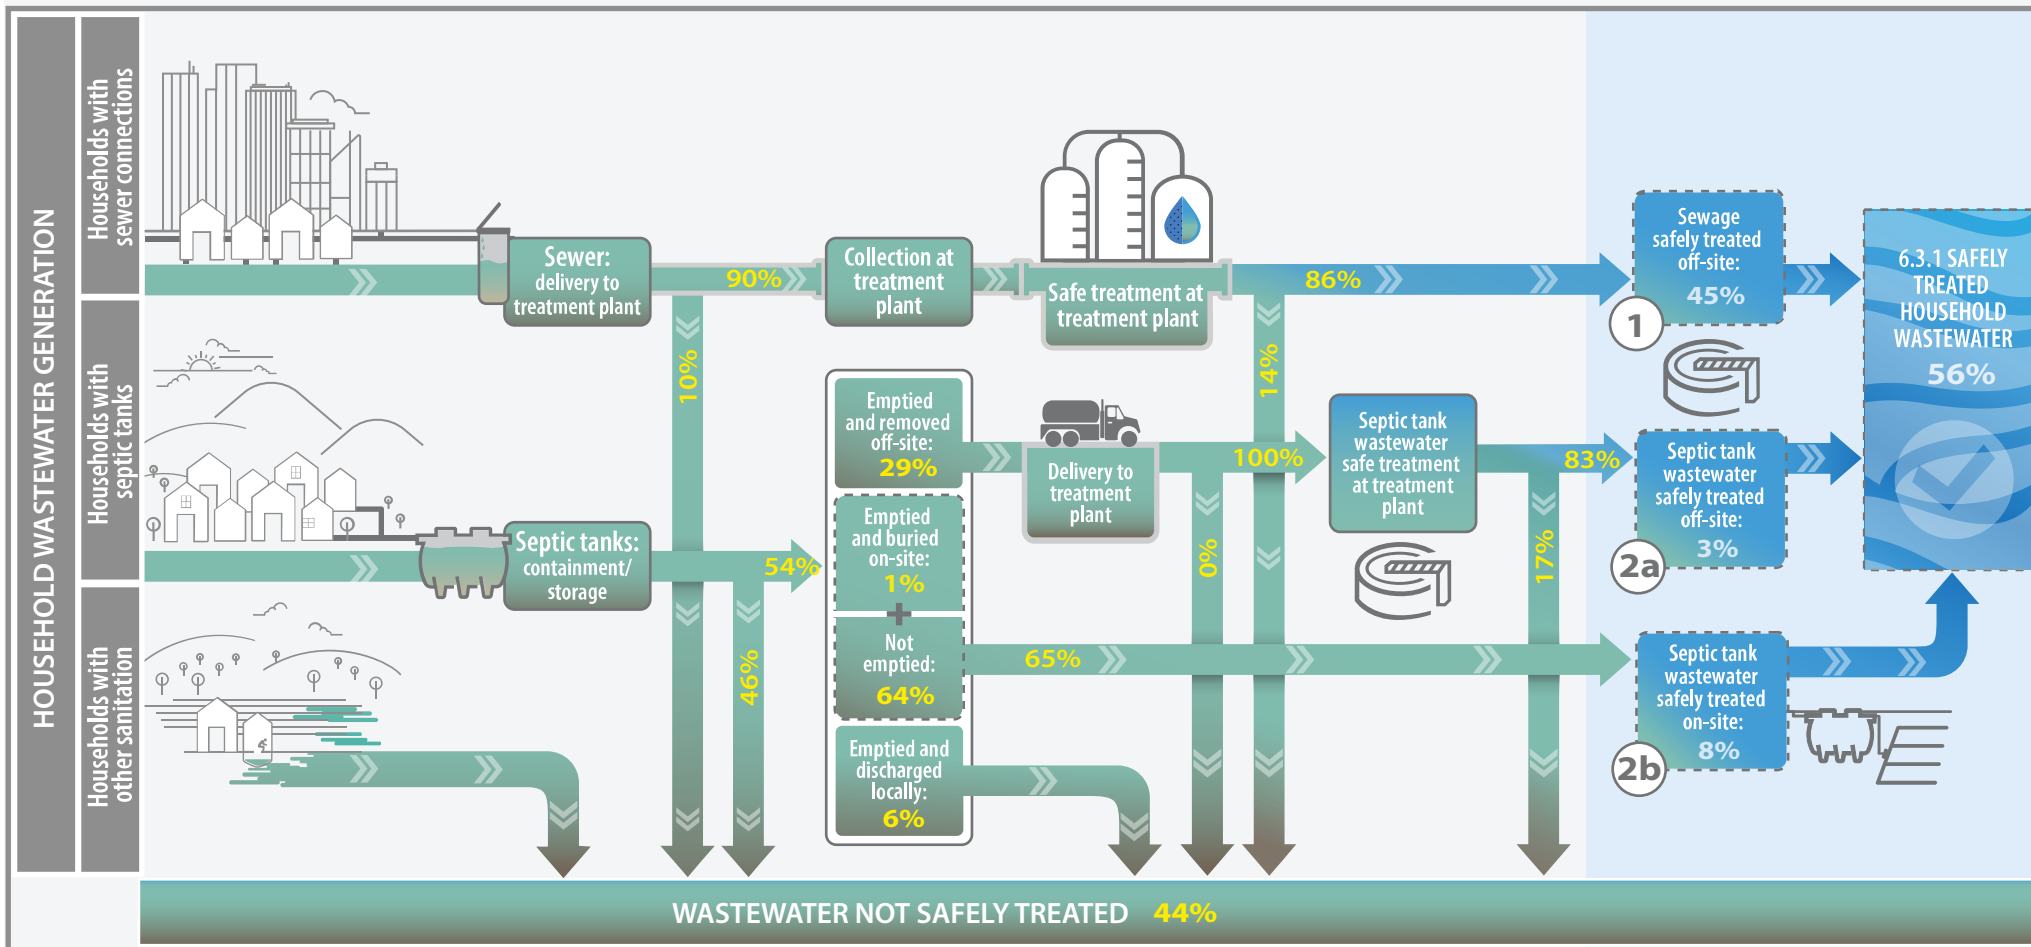 HOUSEHOLD WASTEWATER GENERATION
Households with
sewer connections
Households with
septic tanks
Households with
other sanitation
Sewer:
delivery to
treatment plant
90%
10%
Collection at
treatment
plant
Safe treatment at
treatment plant
86%
14%
Sewage
safely treated
off-site:
45%
1
6.3.1 SAFELY
TREATED
HOUSEHOLD
WASTEWATER
56%
Septic tanks:
containment/
storage
54%
46%
Emptied
and removed
off-site:
29%
Emptied
and buried
on-site:
1%
+
Not
emptied:
64%
Emptied and
discharged
locally:
6%
Delivery to
treatment
plant
100%
0%
65%
Septic tank
wastewater
safe treatment
at treatment
plant
83%
17%
Septic tank
wastewater
safely treated
off-site:
3%
2a
Septic tank
wastewater
safely treated
on-site:
8%
2b
WASTEWATER NOT SAFELY TREATED 44%